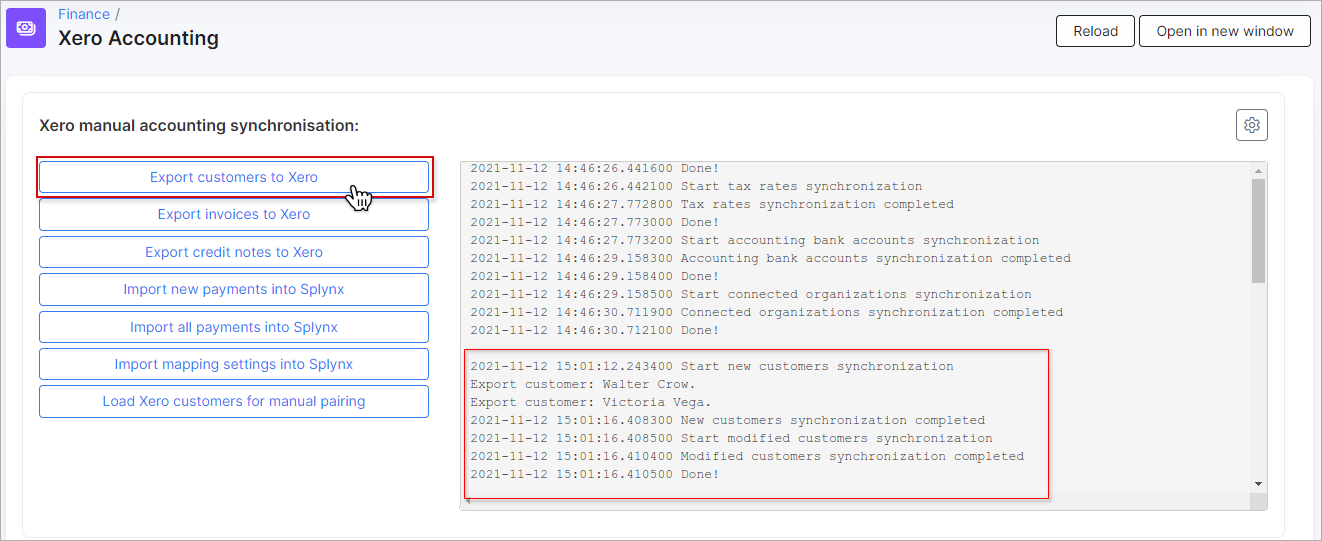 Finance /
Xero Accounting
Reload
Open in new window
Xero manual accounting synchronisation:
Export customers to Xero
Export invoices to Xero
Export credit notes to Xero
Import new payments into Splynx
Import all payments into Splynx
Import mapping settings into Splynx
Load Xero customers for manual pairing
2021-11-12 14:46:26.441600 Done!
2021-11-12 14:46:26.442100 Start tax rates synchronization
2021-11-12 14:46:27.772800 Tax rates synchronization completed
2021-11-12 14:46:27.773000 Done!
2021-11-12 14:46:27.773200 Start accounting bank accounts synchronization
2021-11-12 14:46:29.158300 Accounting bank accounts synchronization completed
2021-11-12 14:46:29.158400 Done!
2021-11-12 14:46:29.158500 Start connected organizations synchronization
2021-11-12 14:46:30.711900 Connected organizations synchronization completed
2021-11-12 14:46:30.712100 Done!
2021-11-12 15:01:12.243400 Start new customers synchronization
Export customer: Walter Crow.
Export customer: Victoria Vega.
2021-11-12 15:01:16.408300 New customers synchronization completed
2021-11-12 15:01:16.408500 Start modified customers synchronization
2021-11-12 15:01:16.410400 Modified customers synchronization completed
2021-11-12 15:01:16.410500 Done!